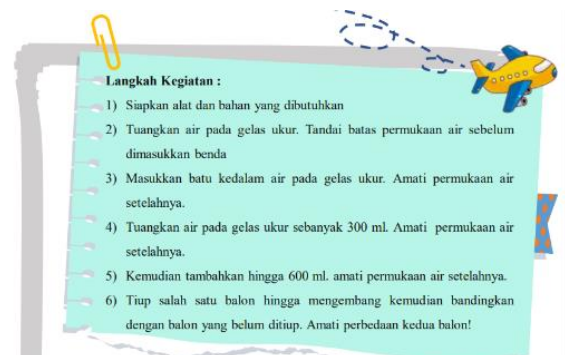 Langkah Kegiatan :
1) Siapkan alat dan bahan yang dibutuhkan
2) Tuangkan air pada gelas ukur. Tandai batas permukaan air sebelum
dimasukkan benda
3) Masukkan batu kedalam air pada gelas ukur. Amati permukaan air
setelahnya.
4) Tuangkan air pada gelas ukur sebanyak 300 ml. Amati permukaan air
setelahnya.
5) Kemudian tambahkan hingga 600 ml. amati permukaan air setelahnya.
6) Tiup salah satu balon hingga mengembang kemudian bandingkan
dengan balon yang belum ditiup. Amati perbedaan kedua balon!